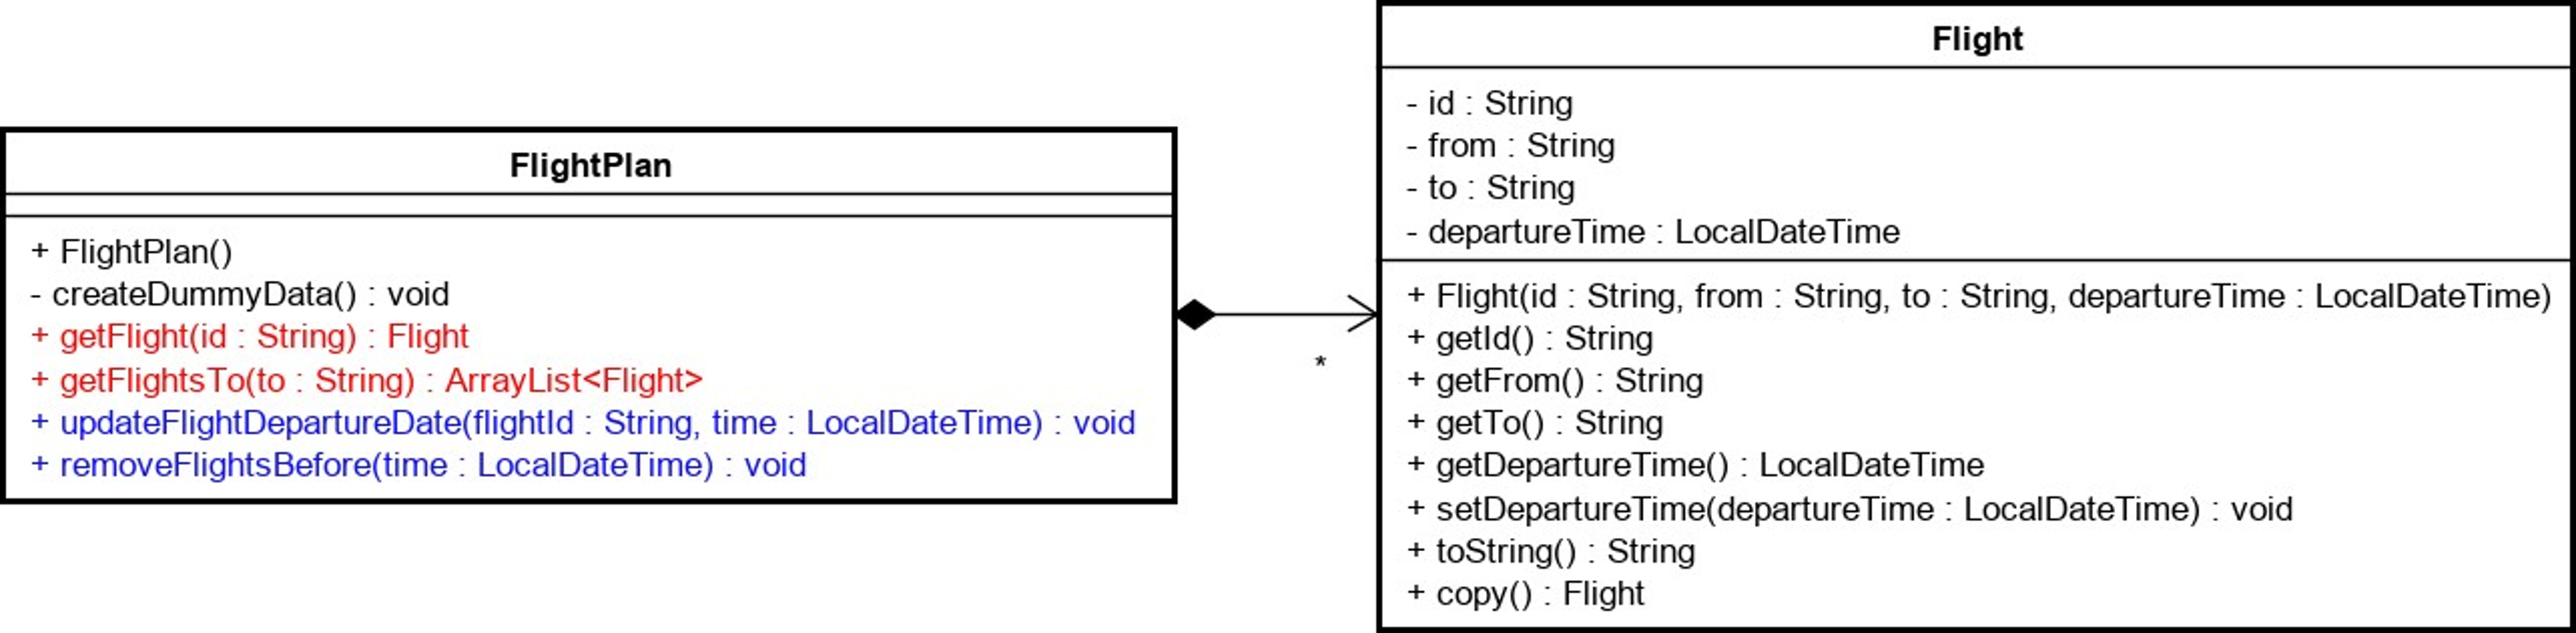 FlightPlan
+ FlightPlan()
- createDummyData() : void
+ getFlight(id : String) : Flight
+ getFlightsTo(to : String) : ArrayList<Flight>
+ updateFlightDepartureDate(flightId : String, time : LocalDateTime) : void
+ removeFlightsBefore(time : LocalDateTime) : void
*
Flight
- id : String
- from : String
- to : String
- departureTime : LocalDateTime
+ Flight(id : String, from : String, to : String, departureTime : LocalDateTime)
+ getId() : String
+ getFrom() : String
+ getTo() : String
+ getDepartureTime() : LocalDateTime
+ setDepartureTime(departureTime : LocalDateTime) : void
+ toString() : String
+ copy() : Flight